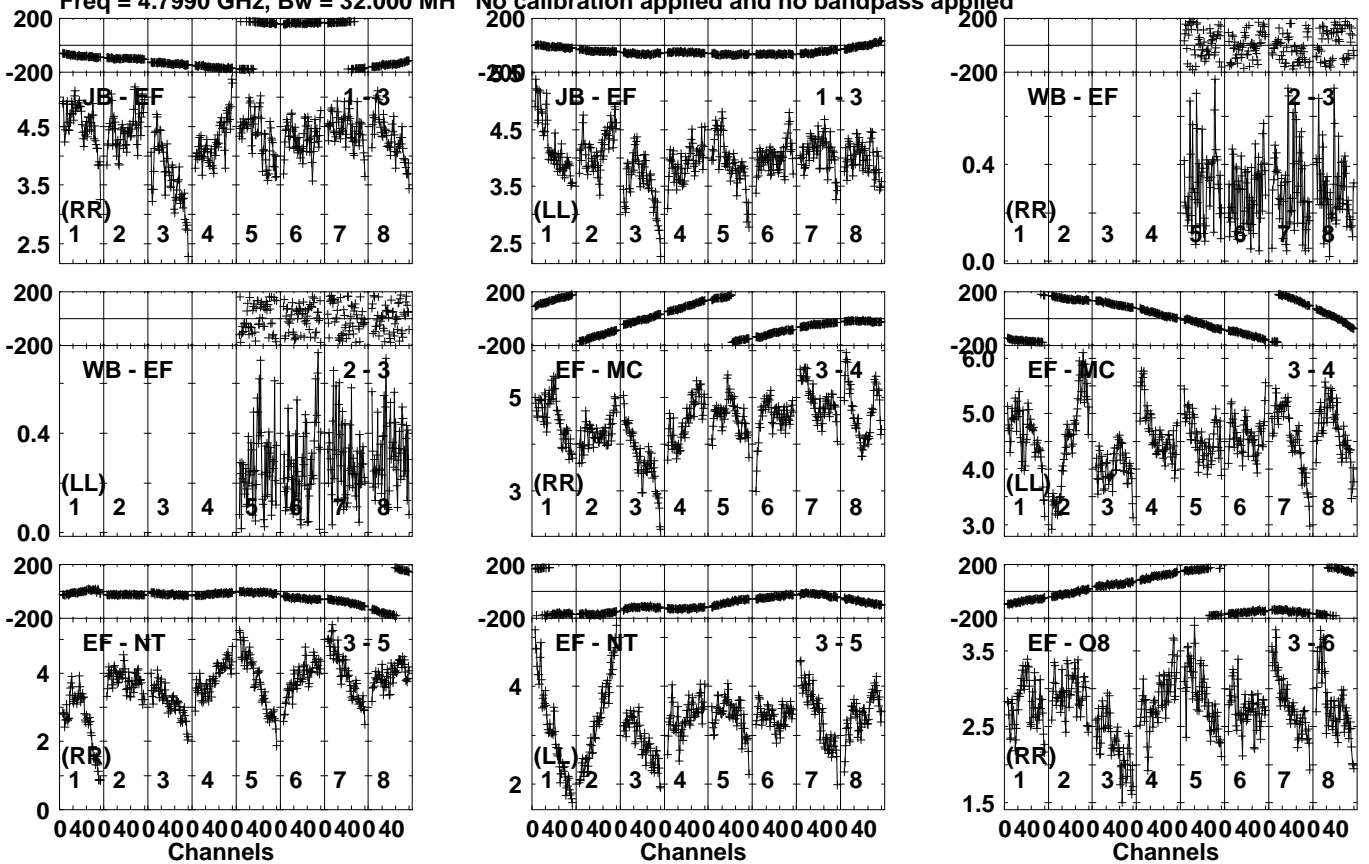 Freq = 4.7990 GHz, Bw = 32.000 MH No calibration applied and no bandpass applied
200
-200
JB - EF 1 - 3
4.5
3.5
2.5
(RR)
1 2 3 4 5 6 7 8
-200
5.5
JB - EF 1 - 3
4.5
3.5
2.5
(LL)
1 2 3 4 5 6 7 8
200
-200
WB - EF 2 - 3
0.4
0.0
(RR)
1 2 3 4 5 6 7 8
200
-200
WB - EF 2 - 3
0.4
0.0
(LL)
1 2 3 4 5 6 7 8
200
-200
EF - MC 3 - 4
5
3
(RR)
1 2 3 4 5 6 7 8
200
-200
6.0
EF - MC 3 - 4
5.0
4.0
3.0
(LL)
1 2 3 4 5 6 7 8
200
-200
EF - NT 3 - 5
4
2
0
(RR)
1 2 3 4 5 6 7 8
0 40 0 40 0 40 0 40 0 40 0 40 0 40 0 40
Channels
200
-200
EF - NT 3 - 5
4
2
(LL)
1 2 3 4 5 6 7 8
0 40 0 40 0 40 0 40 0 40 0 40 0 40 0 40
Channels
200
-200
EF - O8 3 - 6
3.5
2.5
1.5
(RR)
1 2 3 4 5 6 7 8
0 40 0 40 0 40 0 40 0 40 0 40 0 40 0 40
Channels